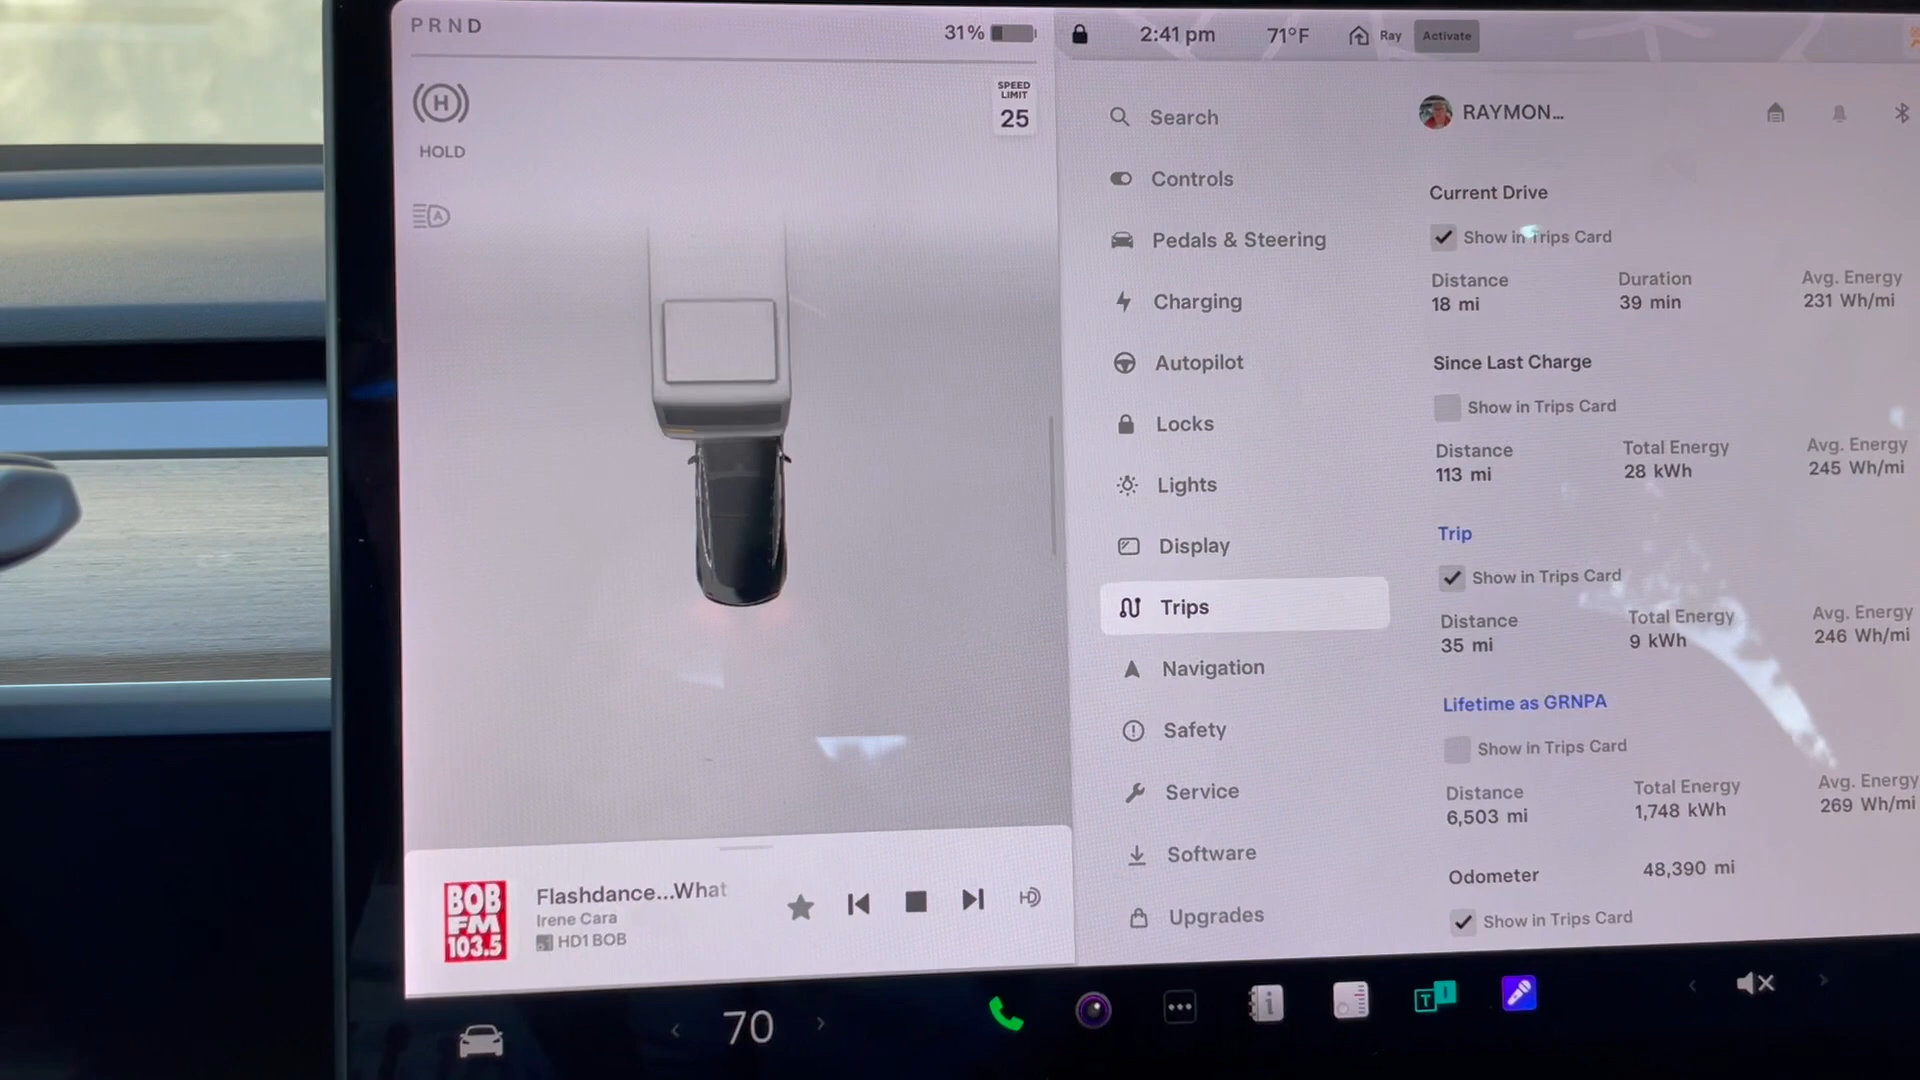 PRND
31%
2:41 pm
71°F
Ray
Activate
H
HOLD
A
SPEED
LIMIT
25
Search
Controls
Pedals & Steering
Charging
Autopilot
Locks
Lights
Display
Trips
Navigation
Safety
Service
Software
Upgrades
RAYMON...
Current Drive
Show in Trips Card
Distance Duration Avg. Energy
18 mi 39 min 231 Wh/mi
Since Last Charge
Show in Trips Card
Distance Total Energy Avg. Energy
113 mi 28 kWh 245 Wh/mi
Trip
Show in Trips Card
Distance Total Energy Avg. Energy
35 mi 9 kWh 246 Wh/mi
Lifetime as GRNPA
Show in Trips Card
Distance Total Energy Avg. Energy
6,503 mi 1,748 kWh 269 Wh/mi
Odometer 48,390 mi
Show in Trips Card
BOB
FM
103.5
Flashdance...What
Irene Cara
HD1 BOB
HD
70
T I